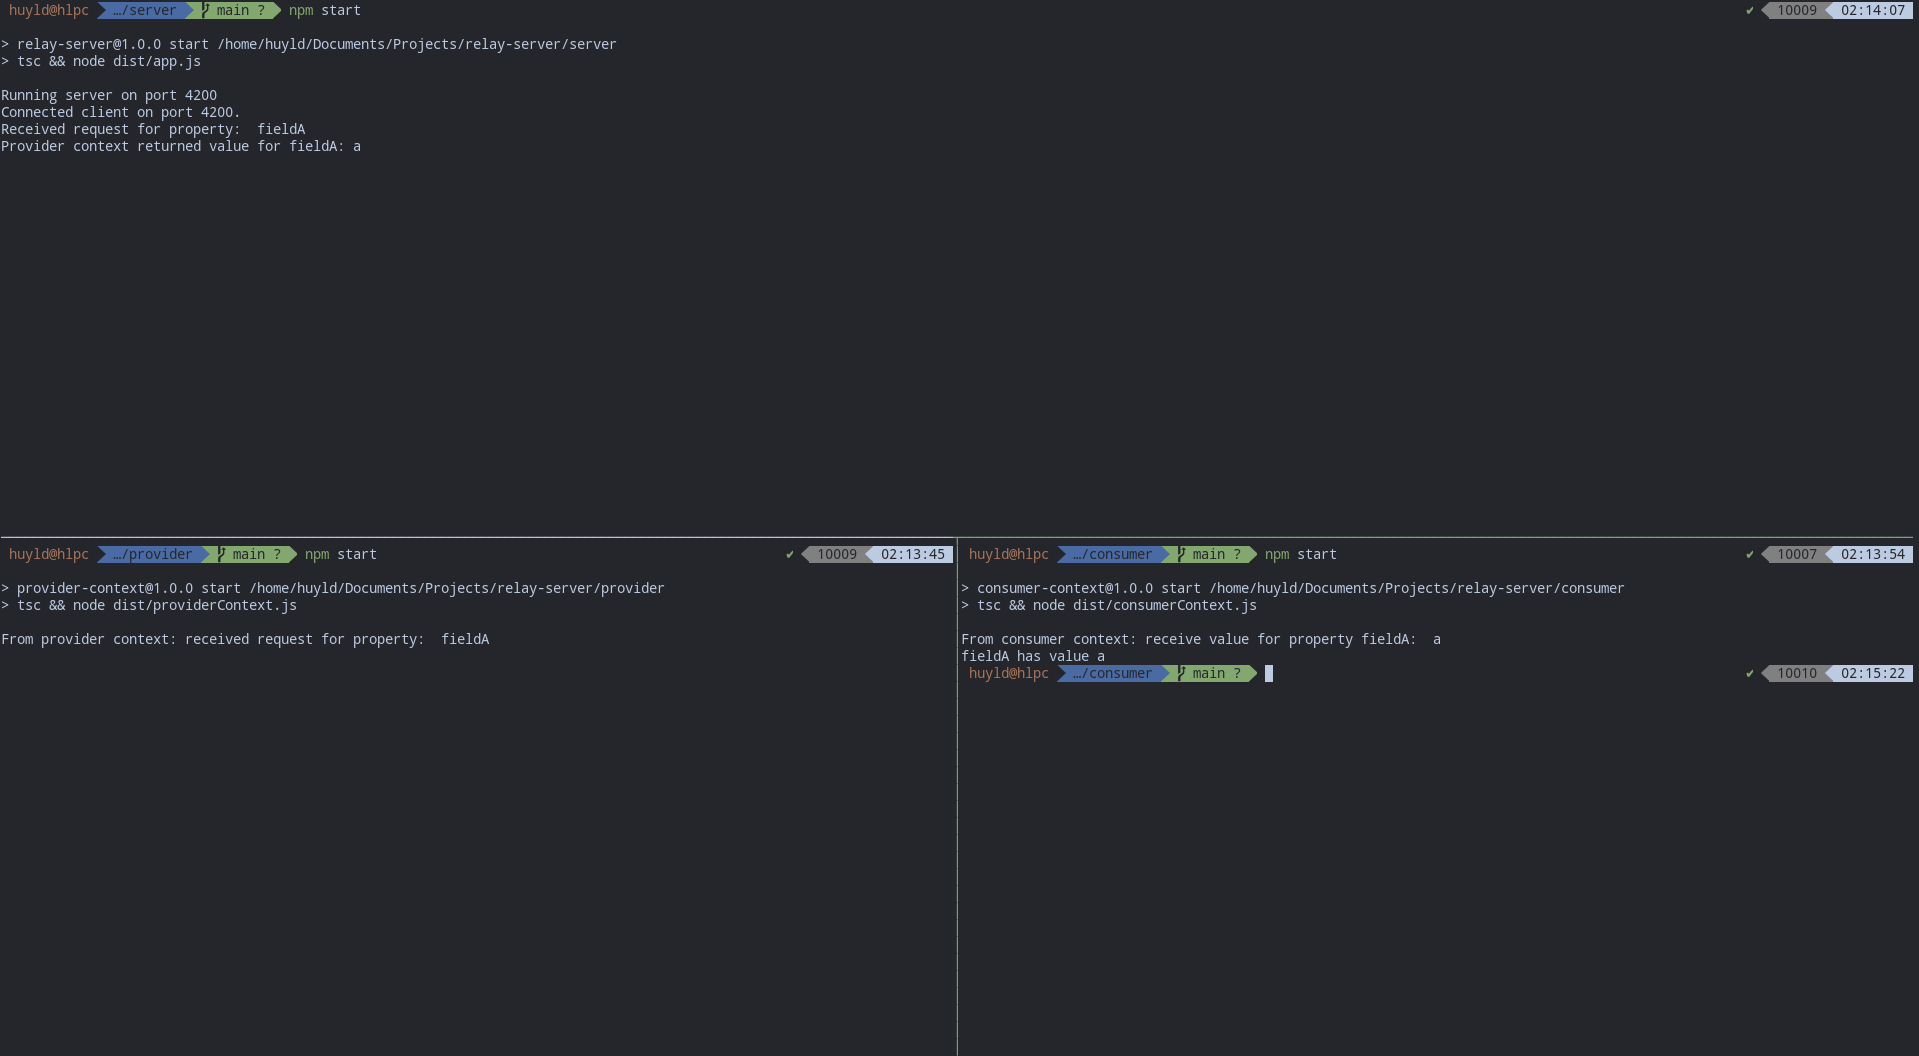 huyld@hlpc …/server main ? npm start ✔ 10009 02:14:07
> relay-server@1.0.0 start /home/huyld/Documents/Projects/relay-server/server
> tsc && node dist/app.js
Running server on port 4200
Connected client on port 4200.
Received request for property:  fieldA
Provider context returned value for fieldA: a
huyld@hlpc …/provider main ? npm start ✔ 10009 02:13:45
> provider-context@1.0.0 start /home/huyld/Documents/Projects/relay-server/provider
> tsc && node dist/providerContext.js
From provider context: received request for property:  fieldA
huyld@hlpc …/consumer main ? npm start ✔ 10007 02:13:54
> consumer-context@1.0.0 start /home/huyld/Documents/Projects/relay-server/consumer
> tsc && node dist/consumerContext.js
From consumer context: receive value for property fieldA:  a
fieldA has value a
huyld@hlpc …/consumer main ? ✔ 10010 02:15:22